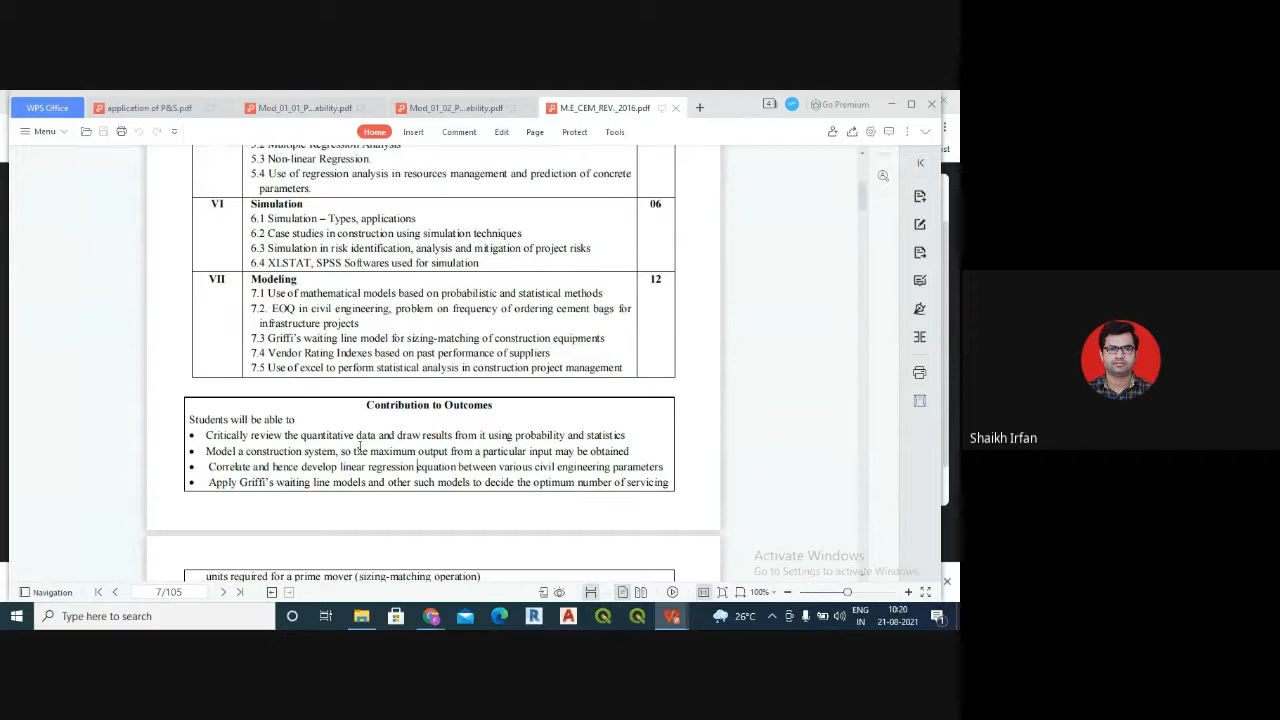 WPS Office
application of P&S.pdf
Mod_01_01_P...ability.pdf
Mod_01_02_P...ability.pdf
M.E_CEM_REV._2016.pdf
4
Go Premium
Menu
Home
Insert
Comment
Edit
Page
Protect
Tools
5.2 Multiple Regression Analysis
5.3 Non-linear Regression.
5.4 Use of regression analysis in resources management and prediction of concrete
parameters.
VI
Simulation
06
6.1 Simulation – Types, applications
6.2 Case studies in construction using simulation techniques
6.3 Simulation in risk identification, analysis and mitigation of project risks
6.4 XLSTAT, SPSS Softwares used for simulation
VII
Modeling
12
7.1 Use of mathematical models based on probabilistic and statistical methods
7.2. EOQ in civil engineering, problem on frequency of ordering cement bags for
infrastructure projects
7.3 Griffi's waiting line model for sizing-matching of construction equipments
7.4 Vendor Rating Indexes based on past performance of suppliers
7.5 Use of excel to perform statistical analysis in construction project management
Contribution to Outcomes
Students will be able to
• Critically review the quantitative data and draw results from it using probability and statistics
• Model a construction system, so the maximum output from a particular input may be obtained
• Correlate and hence develop linear regression equation between various civil engineering parameters
• Apply Griffi's waiting line models and other such models to decide the optimum number of servicing
units required for a prime mover (sizing-matching operation)
Shaikh Irfan
Activate Windows
Go to Settings to activate Windows.
Navigation
7/105
100%
Type here to search
26°C
ENG
IN
10:20
21-08-2021